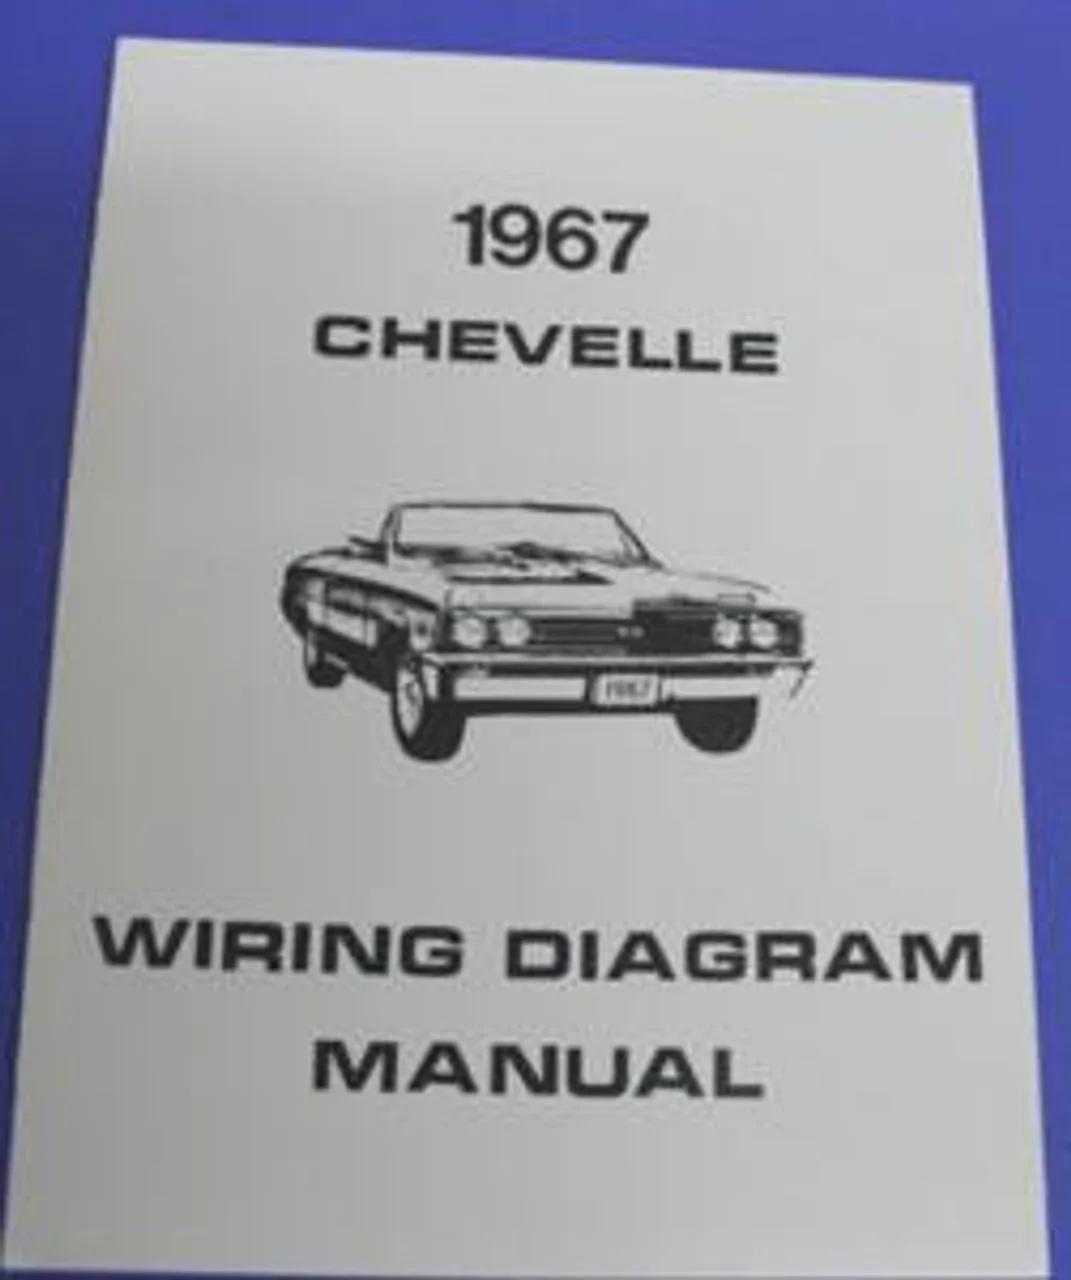 1967
CHEVELLE
1967
WIRING DIAGRAM
MANUAL